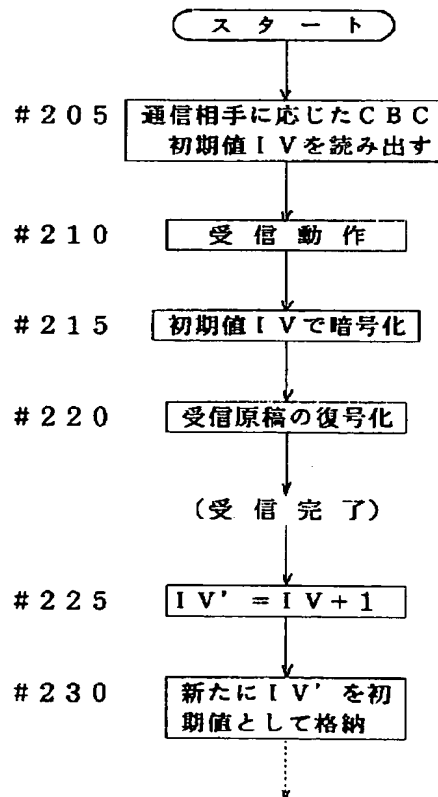 スタート
#205 通信相手に応じたCBC
初期値IVを読み出す
#210 受信動作
#215 初期値IVで暗号化
#220 受信原稿の復号化
(受信完了)
#225 IV'=IV+1
#230 新たにIV'を初
期値として格納